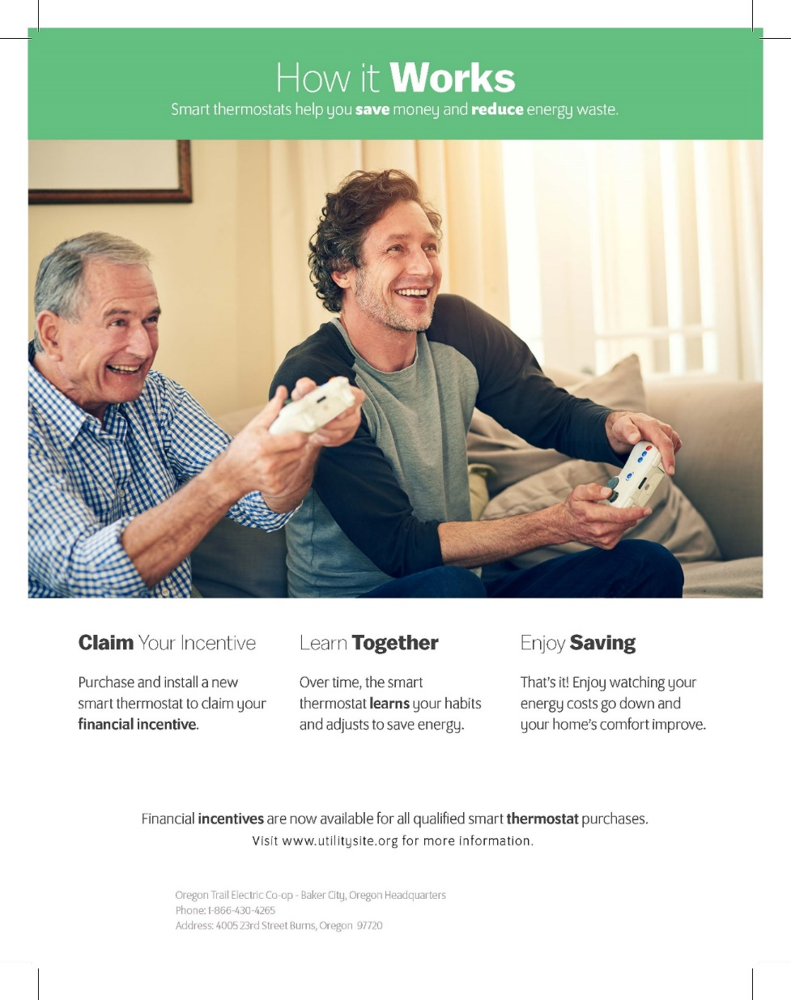 How it Works
Smart thermostats help you save money and reduce energy waste.
Claim Your Incentive
Purchase and install a new
smart thermostat to claim your
financial incentive.
Learn Together
Over time, the smart
thermostat learns your habits
and adjusts to save energy.
Enjoy Saving
That's it! Enjoy watching your
energy costs go down and
your home's comfort improve.
Financial incentives are now available for all qualified smart thermostat purchases.
Visit www.utilitysite.org for more information.
Oregon Trail Electric Co-op - Baker City, Oregon Headquarters
Phone: 1-866-430-4265
Address: 4005 23rd Street Burns, Oregon 97720